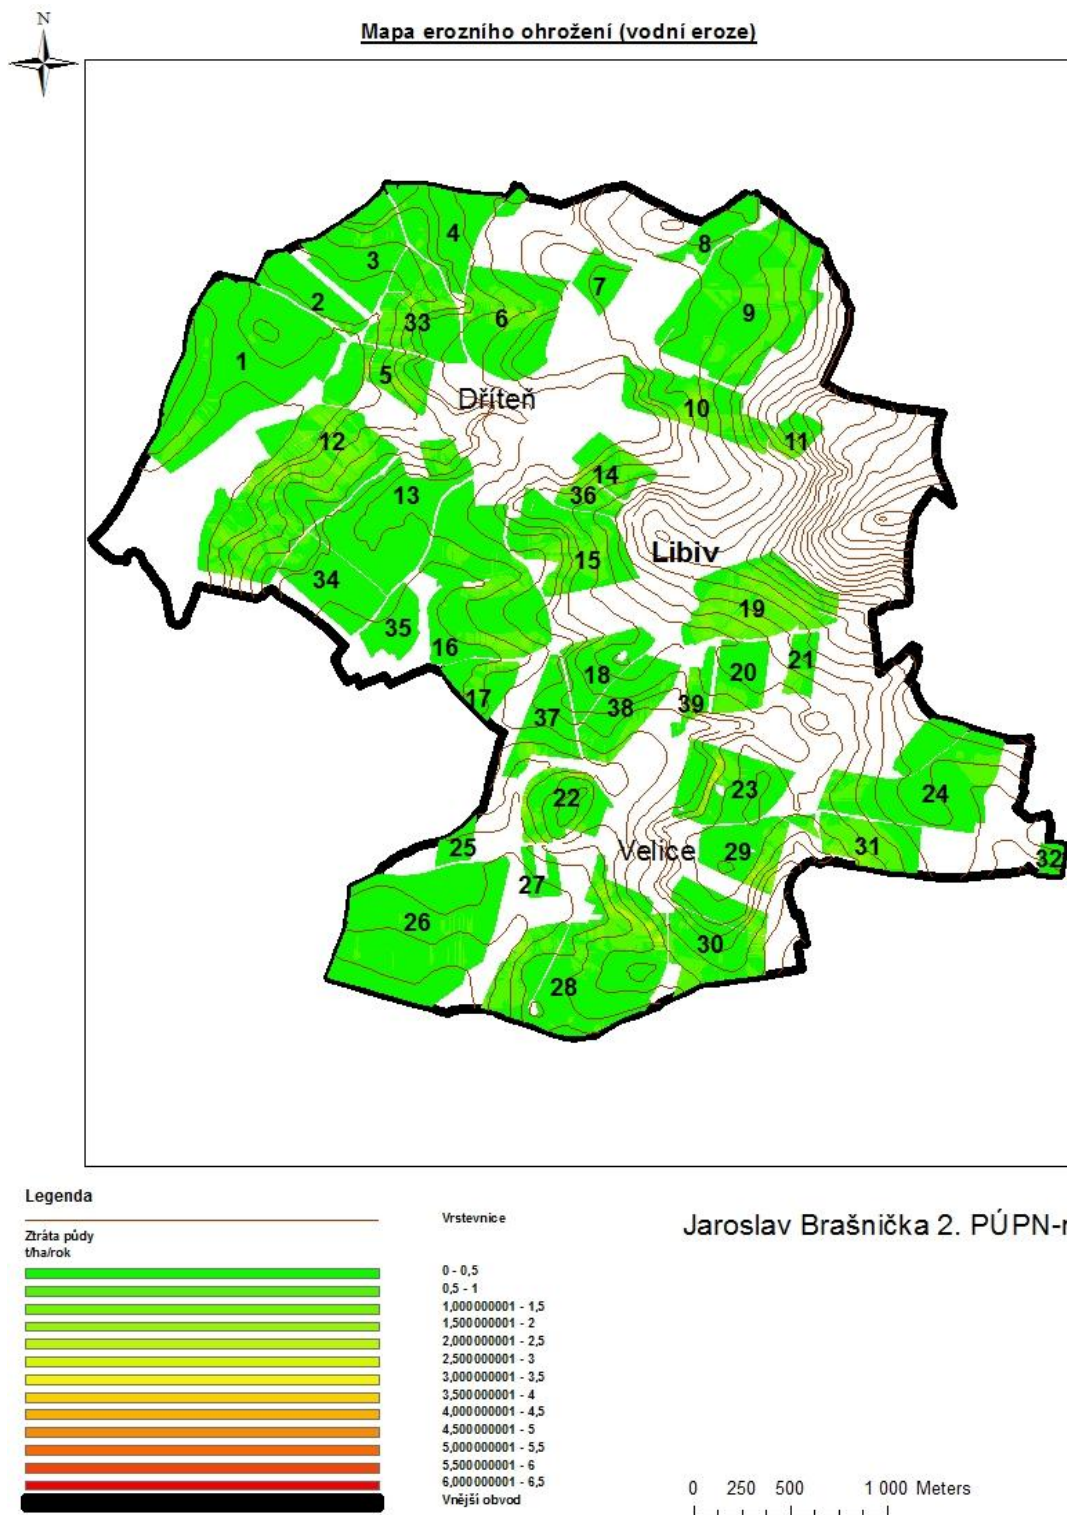 N
Mapa erozního ohrožení (vodní eroze)
4
8
3
7
2
9
33
6
1
5
Dříteň
10
12
11
14
13
36
Libiv
15
34
19
35
16
21
18
20
17
39
38
37
23
24
22
25
Velice
29
31
32
27
26
30
28
Legenda
Vrstevnice
Ztráta půdy
t/ha/rok
0 - 0,5
0,5 - 1
1,000000001 - 1,5
1,500000001 - 2
2,000000001 - 2,5
2,500000001 - 3
3,000000001 - 3,5
3,500000001 - 4
4,000000001 - 4,5
4,500000001 - 5
5,000000001 - 5,5
5,500000001 - 6
6,000000001 - 6,5
Vnější obvod
Jaroslav Brašnička 2. PÚPN-
0 250 500 1 000 Meters